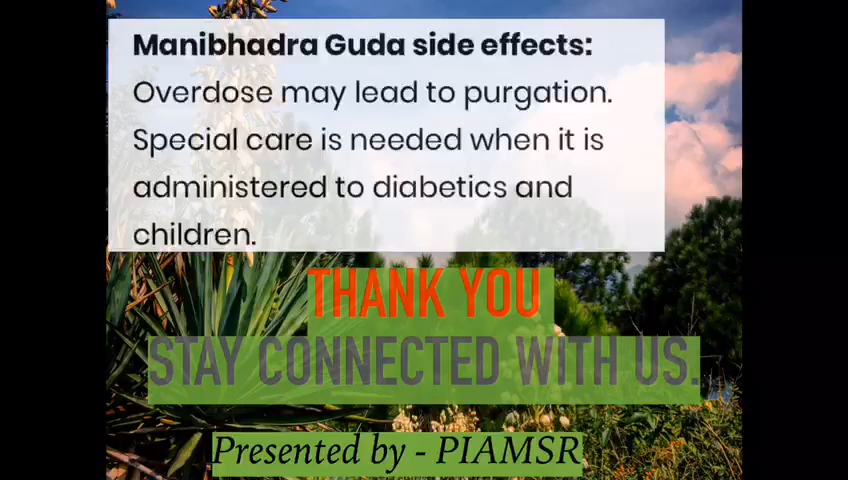 Manibhadra Guda side effects:
Overdose may lead to purgation.
Special care is needed when it is
administered to diabetics and
children.
THANK YOU
STAY CONNECTED WITH US.
Presented by - PIAMSR